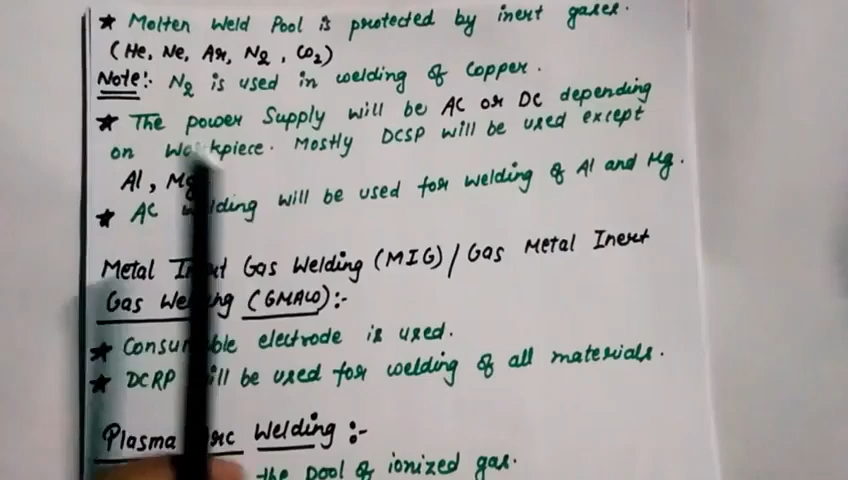 ★ Molten Weld Pool is protected by inert gases.
(He, Ne, Ar, N2, CO2)
Note:- N2 is used in welding of Copper.
★ The power Supply will be AC or DC depending
on Workpiece. Mostly DCSP will be used except
Al, Mg
★ AC welding will be used for welding of Al and Mg.
Metal Inert Gas Welding (MIG) / Gas Metal Inert
Gas Welding (GMAW):-
★ Consumable electrode is used.
★ DCRP will be used for welding of all materials.
Plasma Arc Welding:-
the pool of ionized gas.